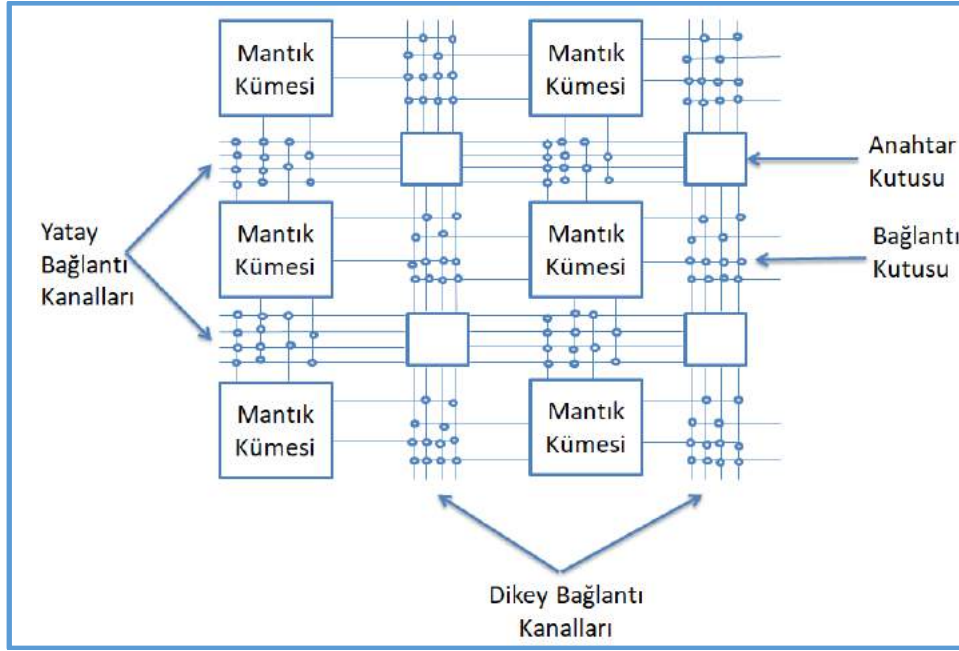 Mantık
Kümesi
Mantık
Kümesi
Anahtar
Kutusu
Yatay
Bağlantı
Kanalları
Mantık
Kümesi
Mantık
Kümesi
Bağlantı
Kutusu
Mantık
Kümesi
Mantık
Kümesi
Dikey Bağlantı
Kanalları